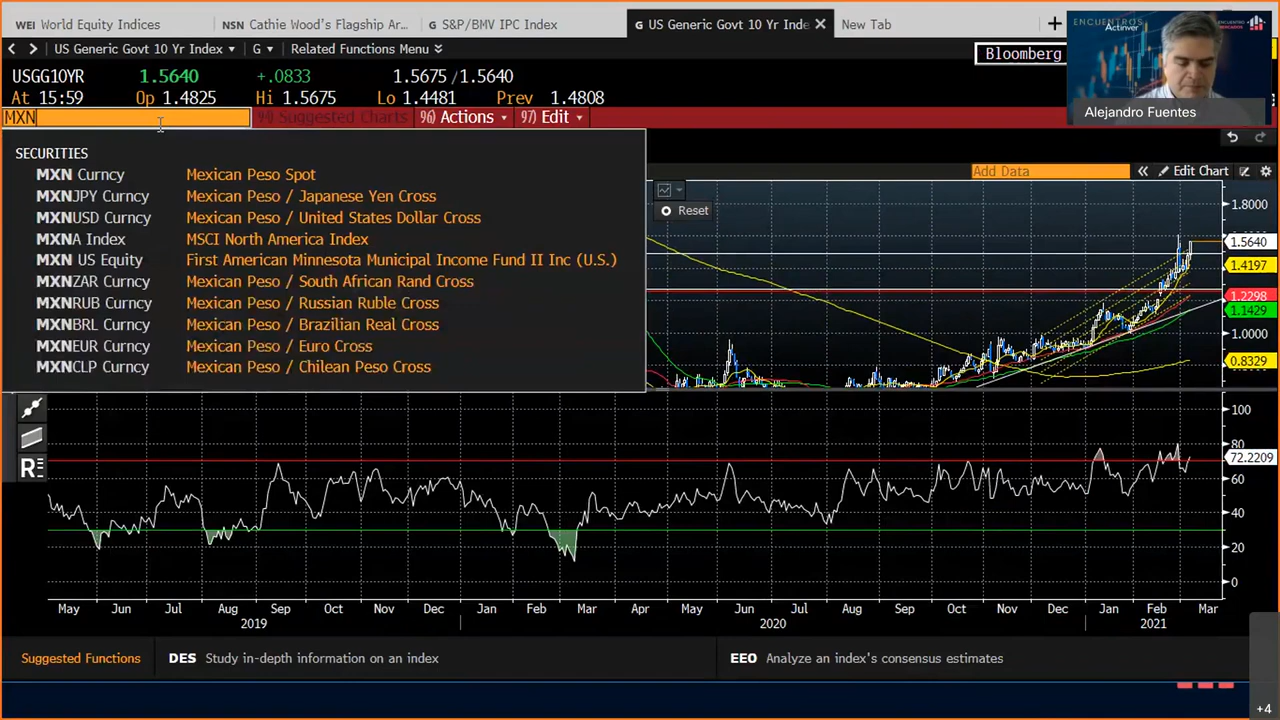 WEI World Equity Indices
NSN Cathie Wood's Flagship Ar...
G S&P/BMV IPC Index
G US Generic Govt 10 Yr Inde
New Tab
ENCUENTROS
Actinver
Alejandro Fuentes
US Generic Govt 10 Yr Index
G
Related Functions Menu
Bloomberg
USGG10YR 1.5640 +.0833 1.5675 /1.5640
At 15:59 Op 1.4825 Hi 1.5675 Lo 1.4481 Prev 1.4808
MXN
99) Suggested Charts
96) Actions
97) Edit
SECURITIES
MXN Curncy Mexican Peso Spot
MXNJPY Curncy Mexican Peso / Japanese Yen Cross
MXNUSD Curncy Mexican Peso / United States Dollar Cross
MXNA Index MSCI North America Index
MXN US Equity First American Minnesota Municipal Income Fund II Inc (U.S.)
MXNZAR Curncy Mexican Peso / South African Rand Cross
MXNRUB Curncy Mexican Peso / Russian Ruble Cross
MXNBRL Curncy Mexican Peso / Brazilian Real Cross
MXNEUR Curncy Mexican Peso / Euro Cross
MXNCLP Curncy Mexican Peso / Chilean Peso Cross
Add Data
Edit Chart
Reset
1.8000
1.5640
1.4197
1.2298
1.1429
1.0000
0.8329
100
80
72.2209
60
40
20
0
May Jun Jul Aug Sep Oct Nov Dec Jan Feb Mar Apr May Jun Jul Aug Sep Oct Nov Dec Jan Feb Mar
2019 2020 2021
Suggested Functions
DES Study in-depth information on an index
EEO Analyze an index's consensus estimates
+4